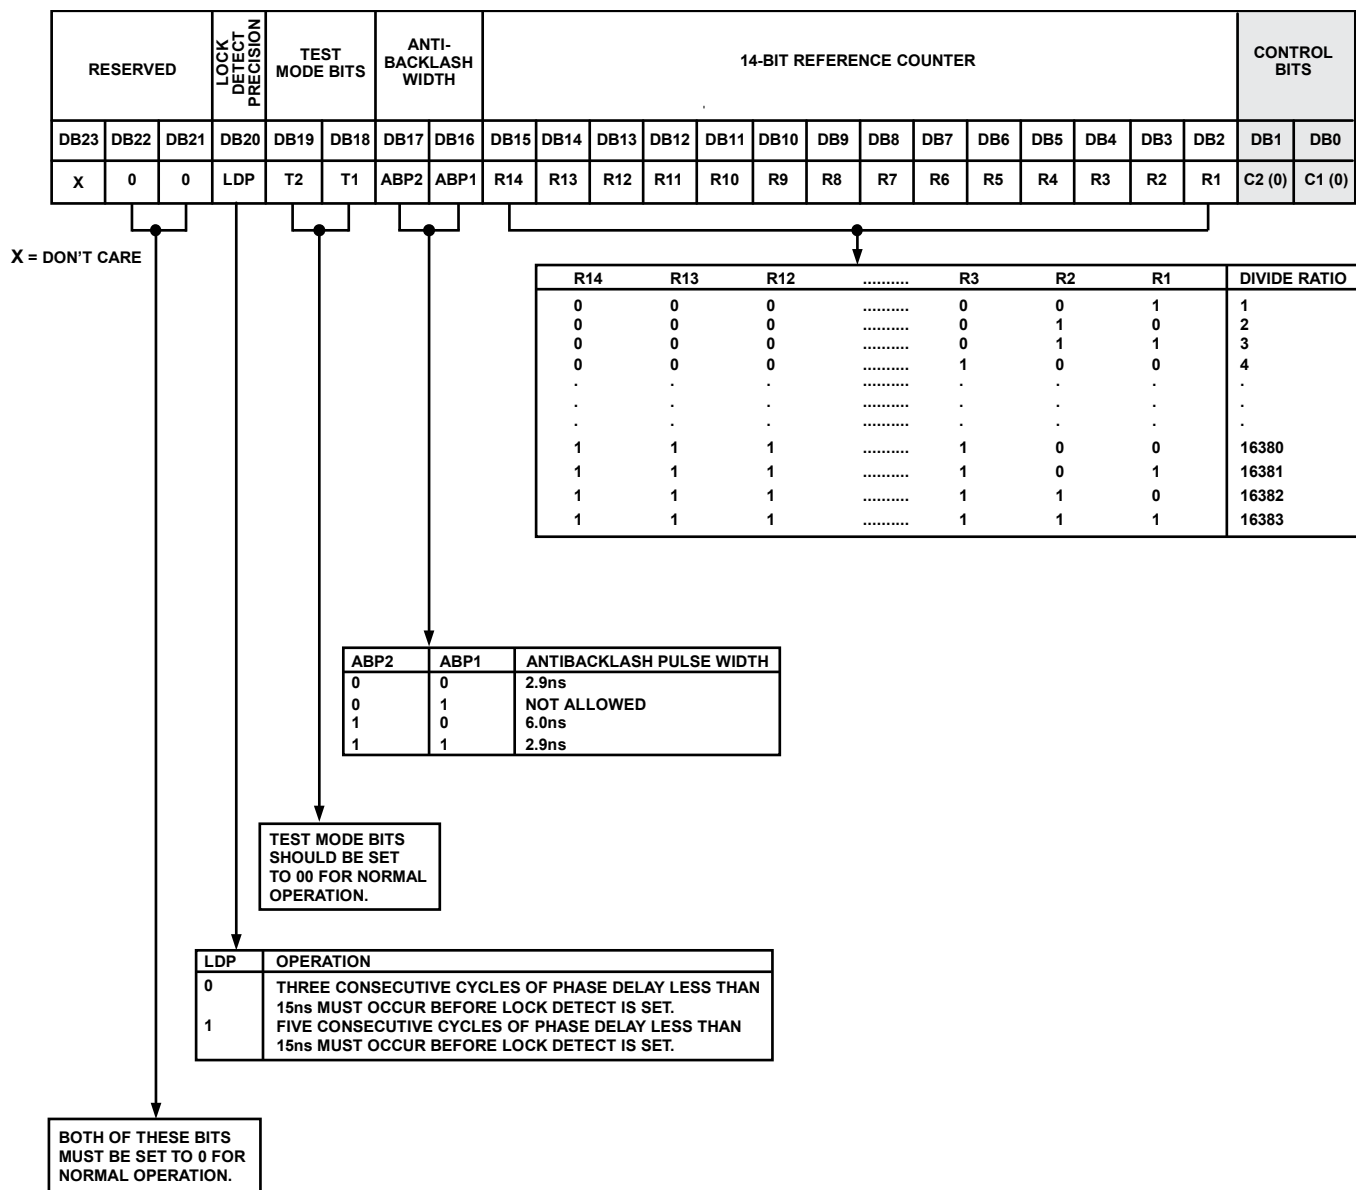 RESERVED
LOCK
DETECT
PRECISION
TEST
MODE BITS
ANTI-
BACKLASH
WIDTH
14-BIT REFERENCE COUNTER
CONTROL
BITS
DB23 DB22 DB21 DB20 DB19 DB18 DB17 DB16 DB15 DB14 DB13 DB12 DB11 DB10 DB9 DB8 DB7 DB6 DB5 DB4 DB3 DB2 DB1 DB0
X 0 0 LDP T2 T1 ABP2 ABP1 R14 R13 R12 R11 R10 R9 R8 R7 R6 R5 R4 R3 R2 R1 C2 (0) C1 (0)
X = DON'T CARE
R14 R13 R12 .......... R3 R2 R1 DIVIDE RATIO
0 0 0 .......... 0 0 1 1
0 0 0 .......... 0 1 0 2
0 0 0 .......... 0 1 1 3
0 0 0 .......... 1 0 0 4
. . . .......... . . . .
. . . .......... . . . .
. . . .......... . . . .
1 1 1 .......... 1 0 0 16380
1 1 1 .......... 1 0 1 16381
1 1 1 .......... 1 1 0 16382
1 1 1 .......... 1 1 1 16383
ABP2 ABP1 ANTIBACKLASH PULSE WIDTH
0 0 2.9ns
0 1 NOT ALLOWED
1 0 6.0ns
1 1 2.9ns
TEST MODE BITS
SHOULD BE SET
TO 00 FOR NORMAL
OPERATION.
LDP OPERATION
0 THREE CONSECUTIVE CYCLES OF PHASE DELAY LESS THAN
15ns MUST OCCUR BEFORE LOCK DETECT IS SET.
1 FIVE CONSECUTIVE CYCLES OF PHASE DELAY LESS THAN
15ns MUST OCCUR BEFORE LOCK DETECT IS SET.
BOTH OF THESE BITS
MUST BE SET TO 0 FOR
NORMAL OPERATION.